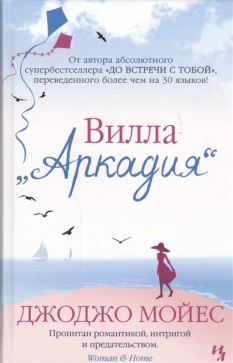 От автора абсолютного
супербестселлера «ДО ВСТРЕЧИ С ТОБОЙ»,
переведенного более чем на 30 языков!
Вилла
„Аркадия“
ДЖОДЖО МОЙЕС
Пропитан романтикой, интригой
и предательством.
Woman & Home